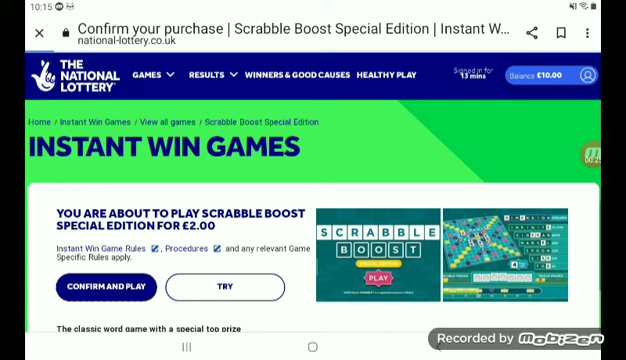 10:15
Confirm your purchase | Scrabble Boost Special Edition | Instant W...
national-lottery.co.uk
THE NATIONAL LOTTERY
GAMES RESULTS WINNERS & GOOD CAUSES HEALTHY PLAY
Signed in for
13 mins
Balance £10.00
Home / Instant Win Games / View all games / Scrabble Boost Special Edition
INSTANT WIN GAMES
YOU ARE ABOUT TO PLAY SCRABBLE BOOST
SPECIAL EDITION FOR £2.00
Instant Win Game Rules , Procedures and any relevant Game
Specific Rules apply.
CONFIRM AND PLAY
TRY
SCRABBLE
BOOST
SPECIAL EDITION
PLAY
The classic word game with a special top prize
Recorded by MOBIZEN